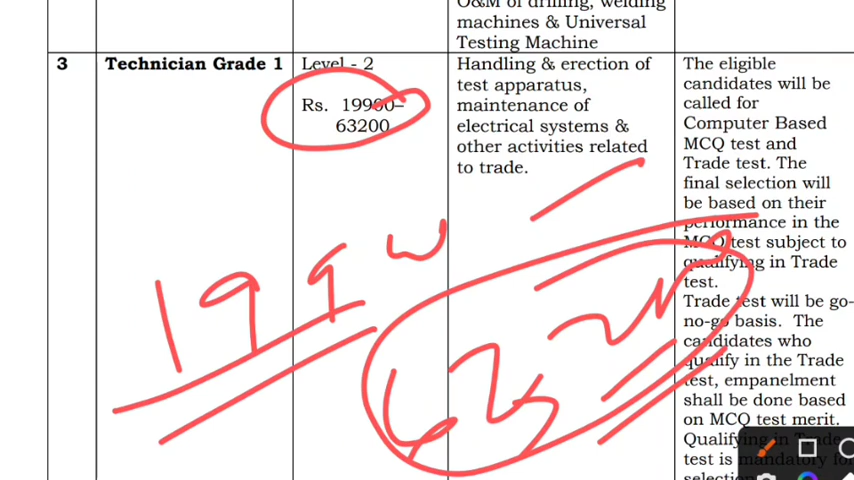 O&M of drilling, welding
machines & Universal
Testing Machine
3
Technician Grade 1
Level - 2
Rs. 19900–
63200
Handling & erection of
test apparatus,
maintenance of
electrical systems &
other activities related
to trade.
The eligible
candidates will be
called for
Computer Based
MCQ test and
Trade test. The
final selection will
be based on their
performance in the
MCQ test subject to
qualifying in Trade
test.
Trade test will be go-
no-go basis. The
candidates who
qualify in the Trade
test, empanelment
shall be done based
on MCQ test merit.
Qualifying in Trade
test is mandatory for
199